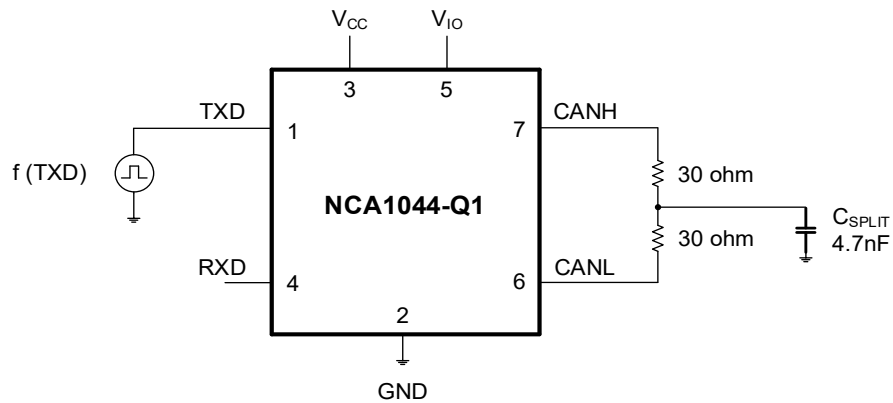 VCC
VIO
3
5
TXD
1
7
CANH
f (TXD)
30 ohm
NCA1044-Q1
CSPLIT
4.7nF
30 ohm
RXD
4
6
CANL
2
GND